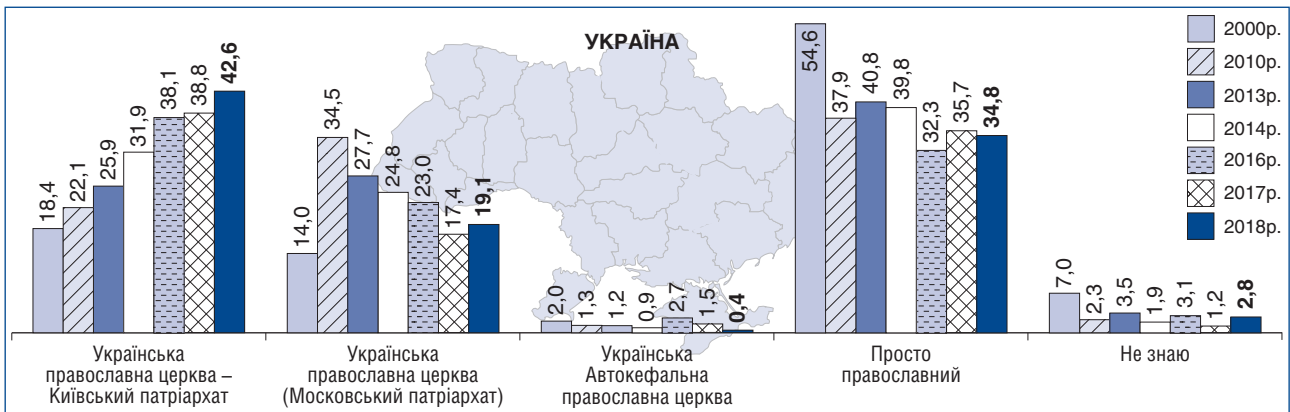 УКРАЇНА
2000р.
2010р.
2013р.
2014р.
2016р.
2017р.
2018р.
18,4
22,1
25,9
31,9
38,1
38,8
42,6
14,0
34,5
27,7
24,8
23,0
17,4
19,1
2,0
1,3
1,2
0,9
2,7
1,5
0,4
54,6
37,9
40,8
39,8
32,3
35,7
34,8
7,0
2,3
3,5
1,9
3,1
1,2
2,8
Українська
православна церква –
Київський патріархат
Українська
православна церква
(Московський патріархат)
Українська
Автокефальна
православна церква
Просто
православний
Не знаю